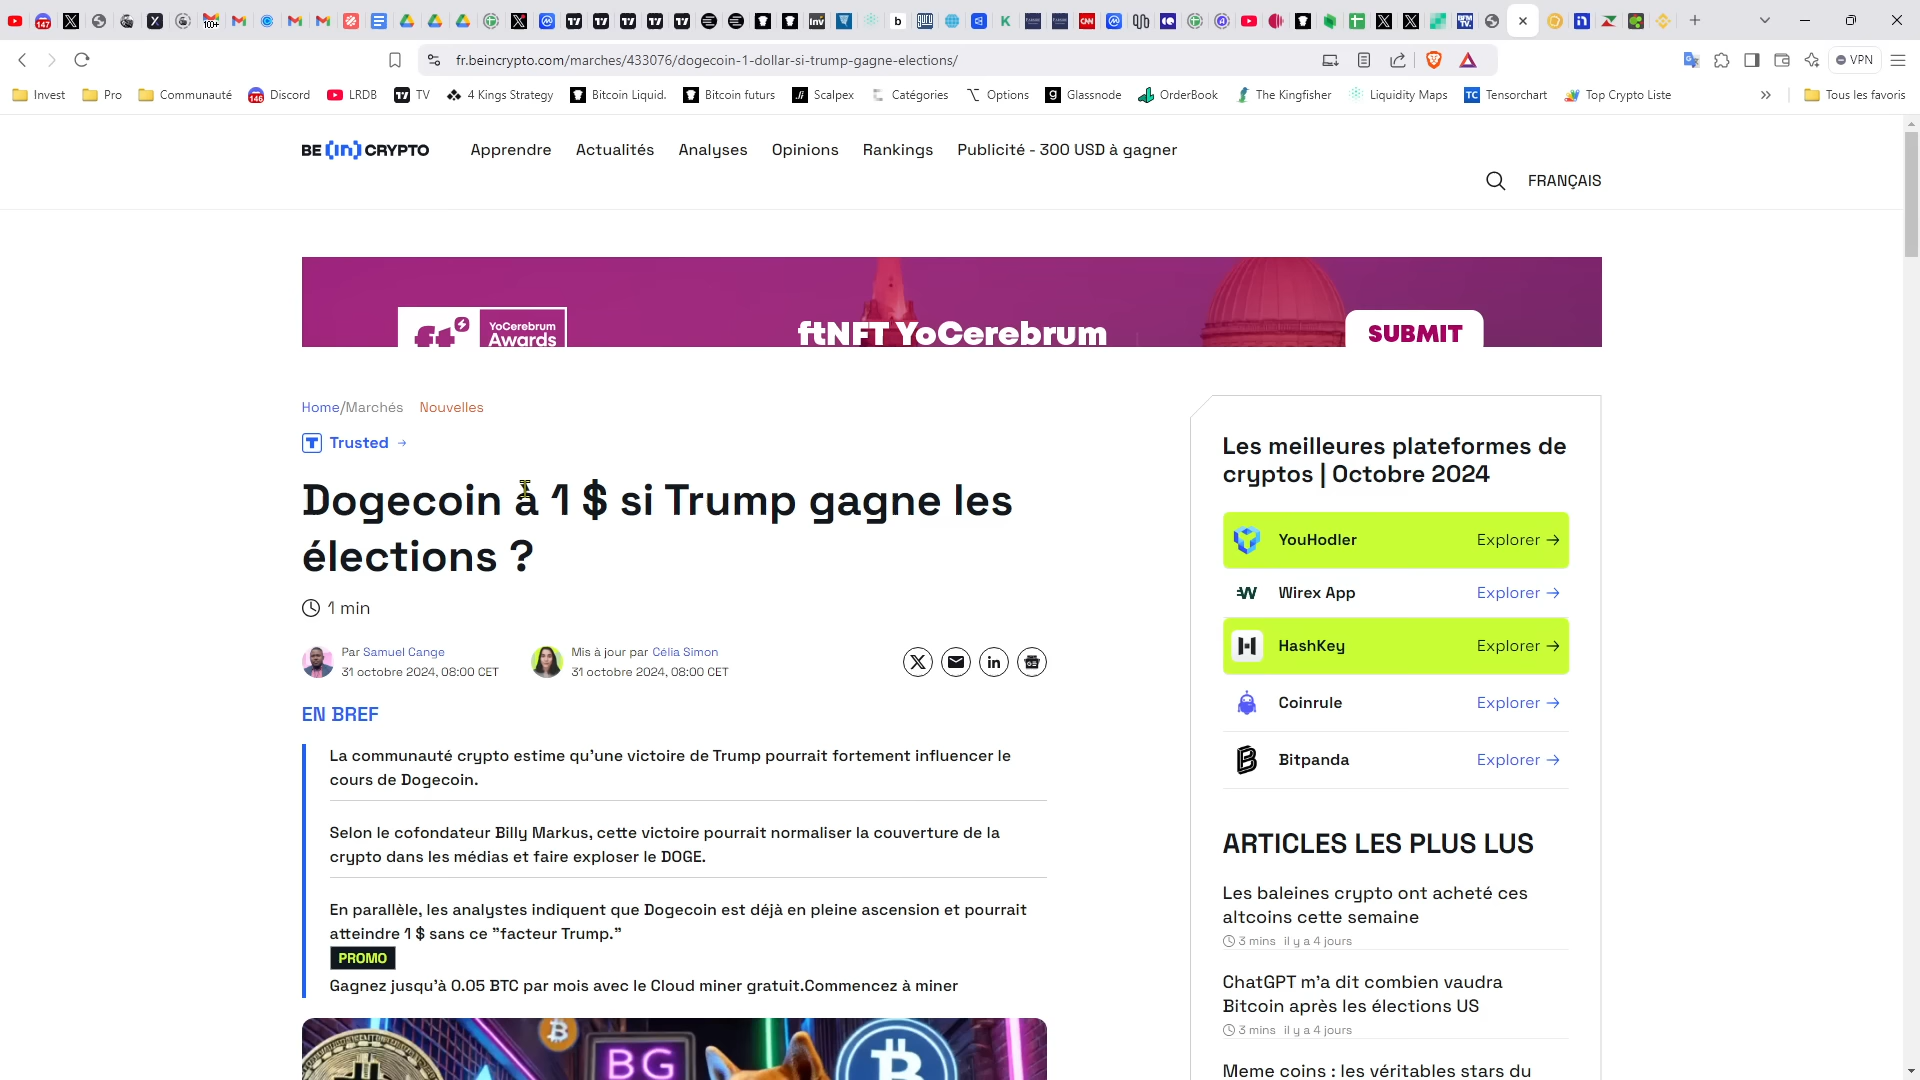 147
100+
fr.beincrypto.com/marches/433076/dogecoin-1-dollar-si-trump-gagne-elections/
VPN
Invest
Pro
Communauté
146
Discord
LRDB
TV
4 Kings Strategy
Bitcoin Liquid.
Bitcoin futurs
Scalpex
Catégories
Options
Glassnode
OrderBook
The Kingfisher
Liquidity Maps
TC Tensorchart
Top Crypto Liste
Tous les favoris
BE[IN]CRYPTO
Apprendre
Actualités
Analyses
Opinions
Rankings
Publicité - 300 USD à gagner
FRANÇAIS
YoCerebrum
Awards
ftNFT YoCerebrum
SUBMIT
Home/Marchés Nouvelles
Trusted →
Dogecoin à 1 $ si Trump gagne les
élections ?
1 min
Par Samuel Cange
31 octobre 2024, 08:00 CET
Mis à jour par Célia Simon
31 octobre 2024, 08:00 CET
EN BREF
La communauté crypto estime qu'une victoire de Trump pourrait fortement influencer le
cours de Dogecoin.
Selon le cofondateur Billy Markus, cette victoire pourrait normaliser la couverture de la
crypto dans les médias et faire exploser le DOGE.
En parallèle, les analystes indiquent que Dogecoin est déjà en pleine ascension et pourrait
atteindre 1 $ sans ce "facteur Trump."
PROMO
Gagnez jusqu'à 0.05 BTC par mois avec le Cloud miner gratuit.Commencez à miner
BG
Les meilleures plateformes de
cryptos | Octobre 2024
YouHodler Explorer →
Wirex App Explorer →
HashKey Explorer →
Coinrule Explorer →
Bitpanda Explorer →
ARTICLES LES PLUS LUS
Les baleines crypto ont acheté ces
altcoins cette semaine
3 mins il y a 4 jours
ChatGPT m'a dit combien vaudra
Bitcoin après les élections US
3 mins il y a 4 jours
Meme coins : les véritables stars du